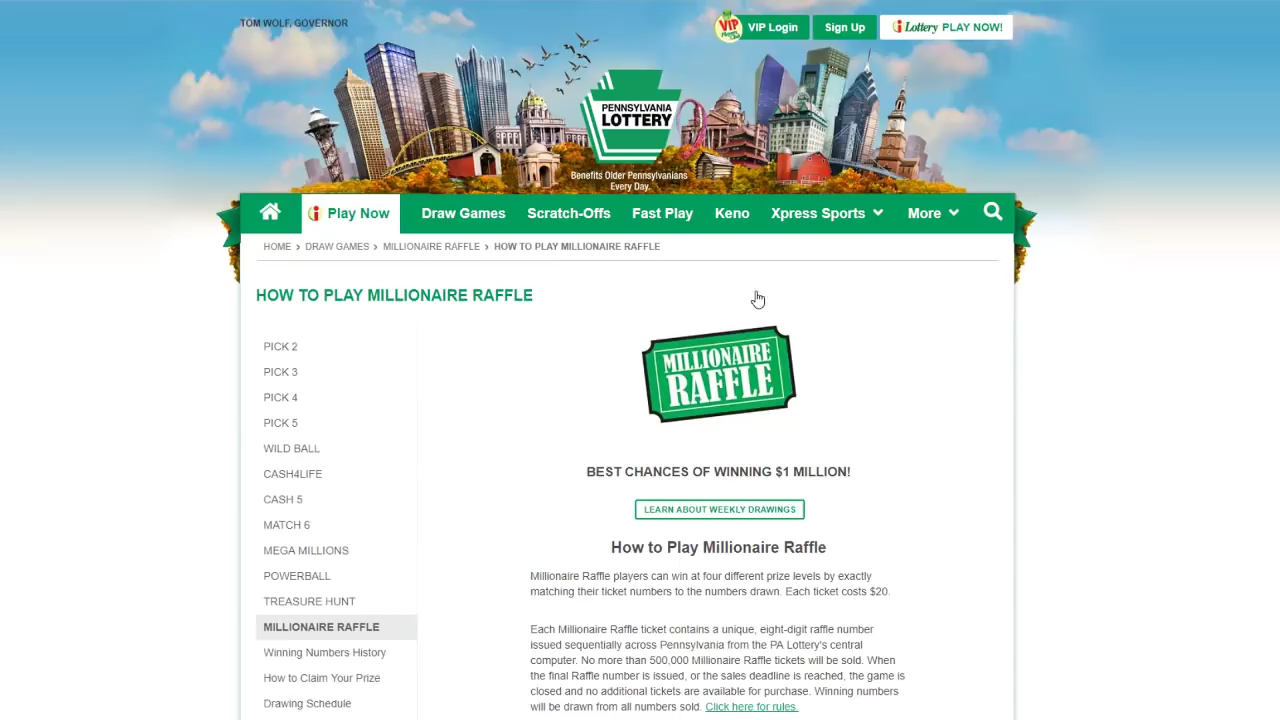 TOM WOLF, GOVERNOR
VIP
VIP Login
Sign Up
iLottery PLAY NOW!
PENNSYLVANIA
LOTTERY
Benefits Older Pennsylvanians
Every Day.
i Play Now
Draw Games
Scratch-Offs
Fast Play
Keno
Xpress Sports
More
HOME > DRAW GAMES > MILLIONAIRE RAFFLE > HOW TO PLAY MILLIONAIRE RAFFLE
HOW TO PLAY MILLIONAIRE RAFFLE
PICK 2
PICK 3
PICK 4
PICK 5
WILD BALL
CASH4LIFE
CASH 5
MATCH 6
MEGA MILLIONS
POWERBALL
TREASURE HUNT
MILLIONAIRE RAFFLE
Winning Numbers History
How to Claim Your Prize
Drawing Schedule
MILLIONAIRE
RAFFLE
BEST CHANCES OF WINNING $1 MILLION!
LEARN ABOUT WEEKLY DRAWINGS
How to Play Millionaire Raffle
Millionaire Raffle players can win at four different prize levels by exactly
matching their ticket numbers to the numbers drawn. Each ticket costs $20.
Each Millionaire Raffle ticket contains a unique, eight-digit raffle number
issued sequentially across Pennsylvania from the PA Lottery's central
computer. No more than 500,000 Millionaire Raffle tickets will be sold. When
the final Raffle number is issued, or the sales deadline is reached, the game is
closed and no additional tickets are available for purchase. Winning numbers
will be drawn from all numbers sold. Click here for rules.